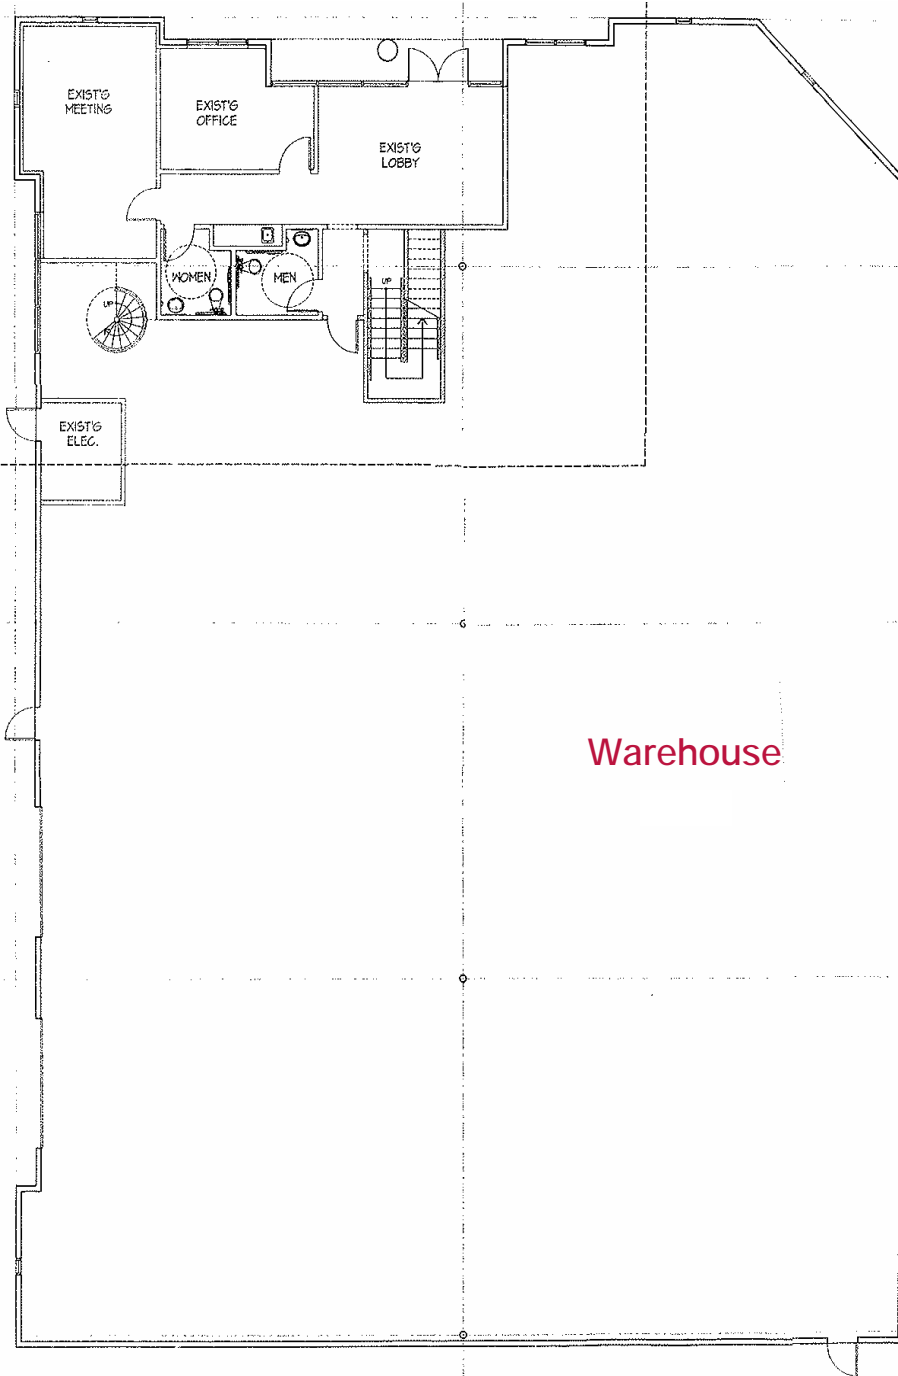 EXIST'G
MEETING
EXIST'G
OFFICE
EXIST'G
LOBBY
WOMEN
MEN
UP
UP
EXIST'G
ELEC.
Warehouse